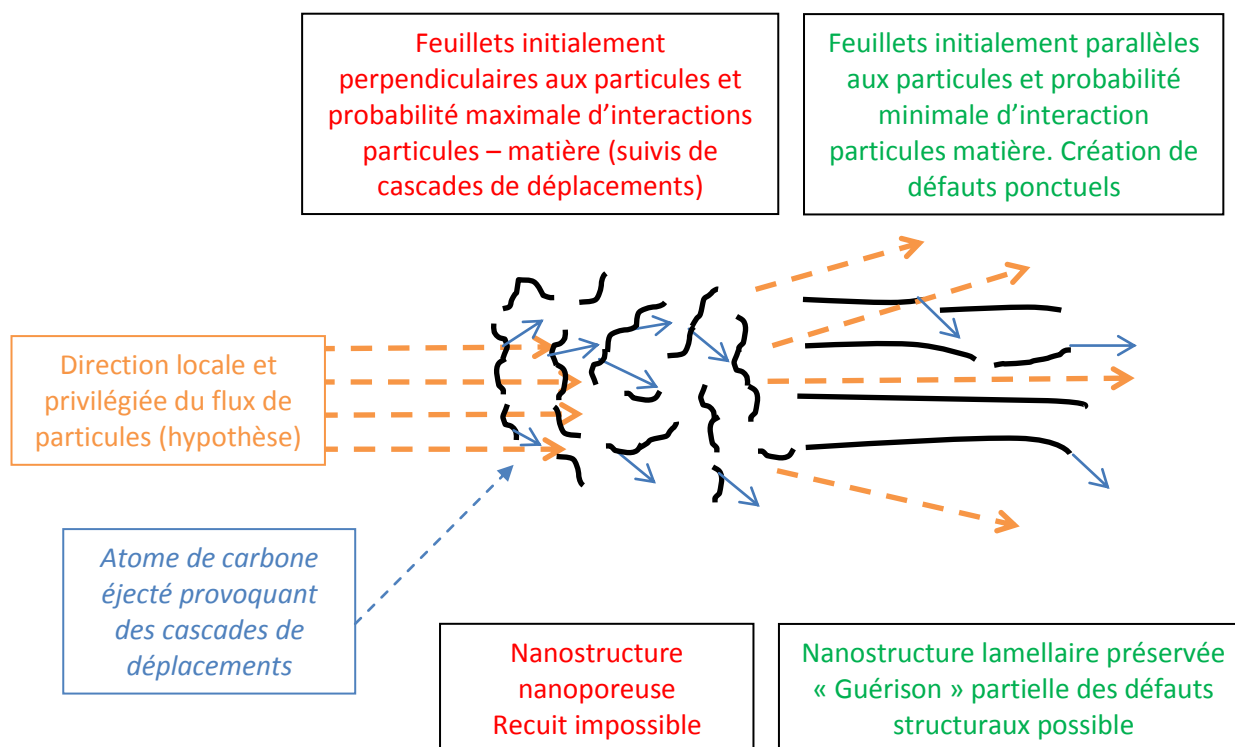 Feuillets initialement
perpendiculaires aux particules et
probabilité maximale d'interactions
particules – matière (suivis de
cascades de déplacements)
Feuillets initialement parallèles
aux particules et probabilité
minimale d'interaction
particules matière. Création de
défauts ponctuels
Direction locale et
privilégiée du flux de
particules (hypothèse)
Atome de carbone
éjecté provoquant
des cascades de
déplacements
Nanostructure
nanoporeuse
Recuit impossible
Nanostructure lamellaire préservée
« Guérison » partielle des défauts
structuraux possible